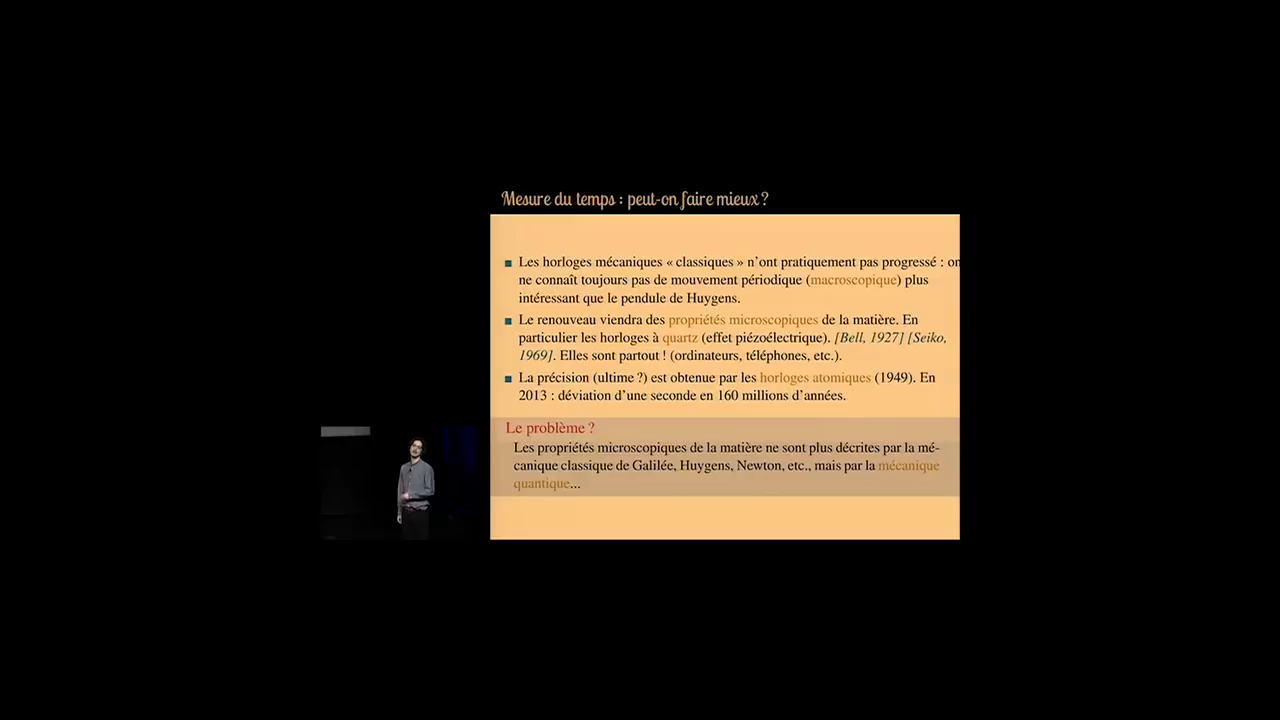 Mesure du temps : peut-on faire mieux ?
Les horloges mécaniques « classiques » n'ont pratiquement pas progressé : on
ne connaît toujours pas de mouvement périodique (macroscopique) plus
intéressant que le pendule de Huygens.
Le renouveau viendra des propriétés microscopiques de la matière. En
particulier les horloges à quartz (effet piézoélectrique). [Bell, 1927] [Seiko,
1969]. Elles sont partout ! (ordinateurs, téléphones, etc.).
La précision (ultime ?) est obtenue par les horloges atomiques (1949). En
2013 : déviation d'une seconde en 160 millions d'années.
Le problème ?
Les propriétés microscopiques de la matière ne sont plus décrites par la mé-
canique classique de Galilée, Huygens, Newton, etc., mais par la mécanique
quantique...